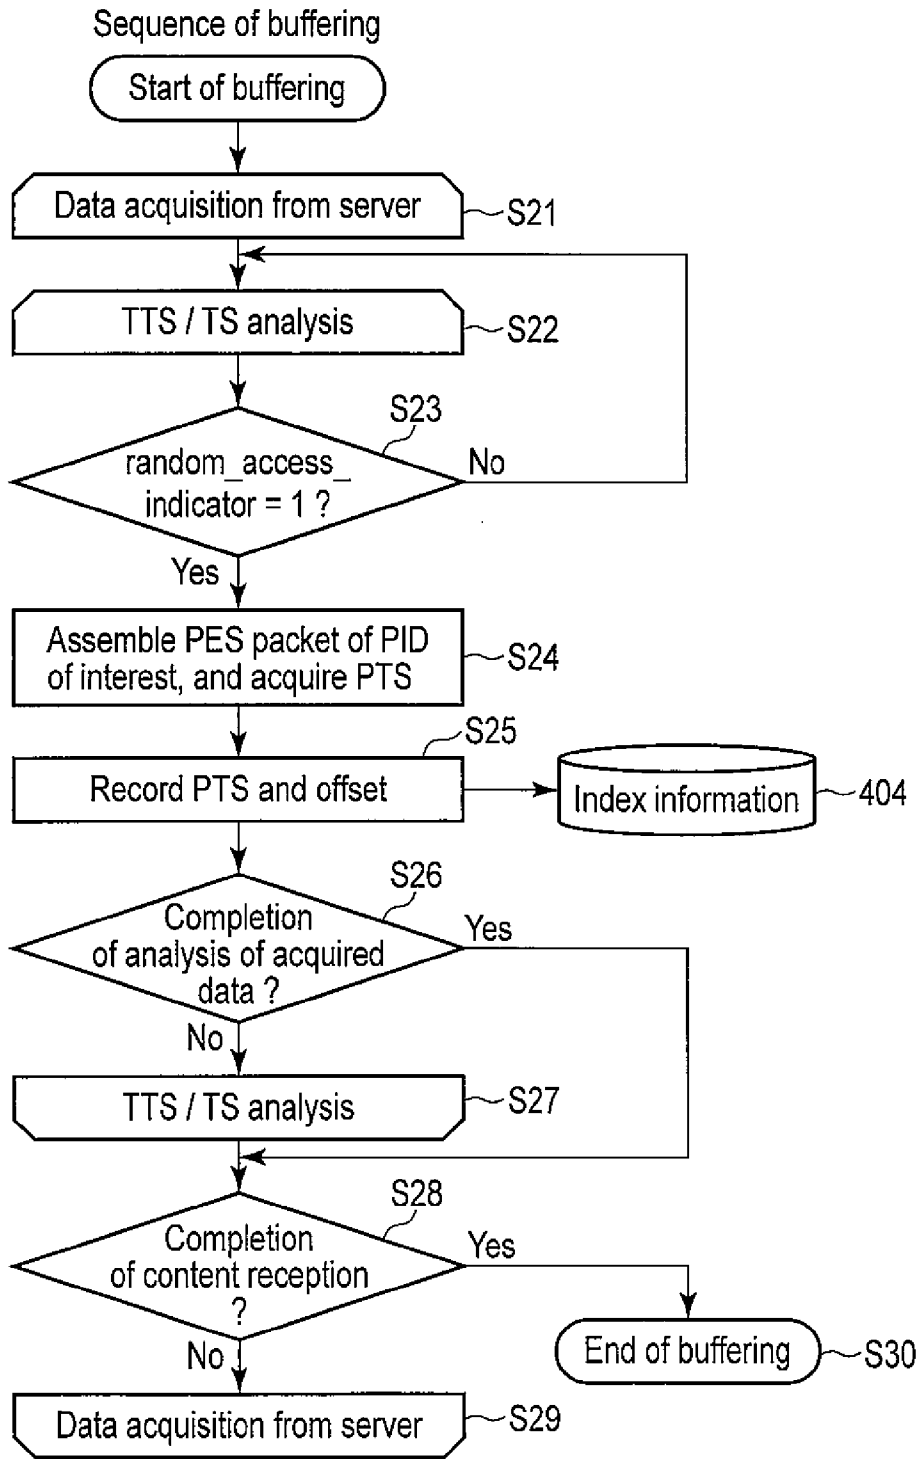 Sequence of buffering
Start of buffering
Data acquisition from server
S21
TTS / TS analysis
S22
S23
random_access_
indicator = 1 ?
No
Yes
Assemble PES packet of PID
of interest, and acquire PTS
S24
S25
Record PTS and offset
Index information
404
S26
Completion
of analysis of acquired
data ?
Yes
No
TTS / TS analysis
S27
S28
Completion
of content reception
?
Yes
No
End of buffering
S30
Data acquisition from server
S29